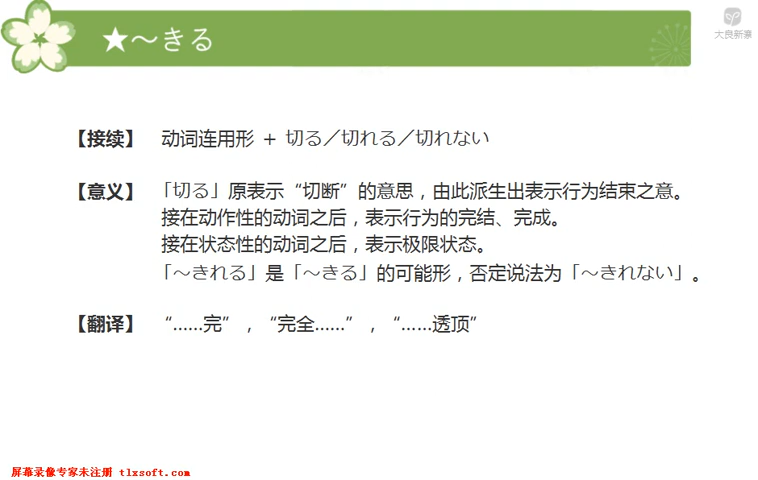 ★～きる
大良新濠
【接续】 动词连用形 + 切る／切れる／切れない
【意义】 「切る」原表示“切断”的意思，由此派生出表示行为结束之意。
接在动作性的动词之后，表示行为的完结、完成。
接在状态性的动词之后，表示极限状态。
「～きれる」是「～きる」的可能形，否定说法为「～きれない」。
【翻译】 “……完”，“完全……”，“……透顶”
屏幕录像专家未注册 tlxsoft.com